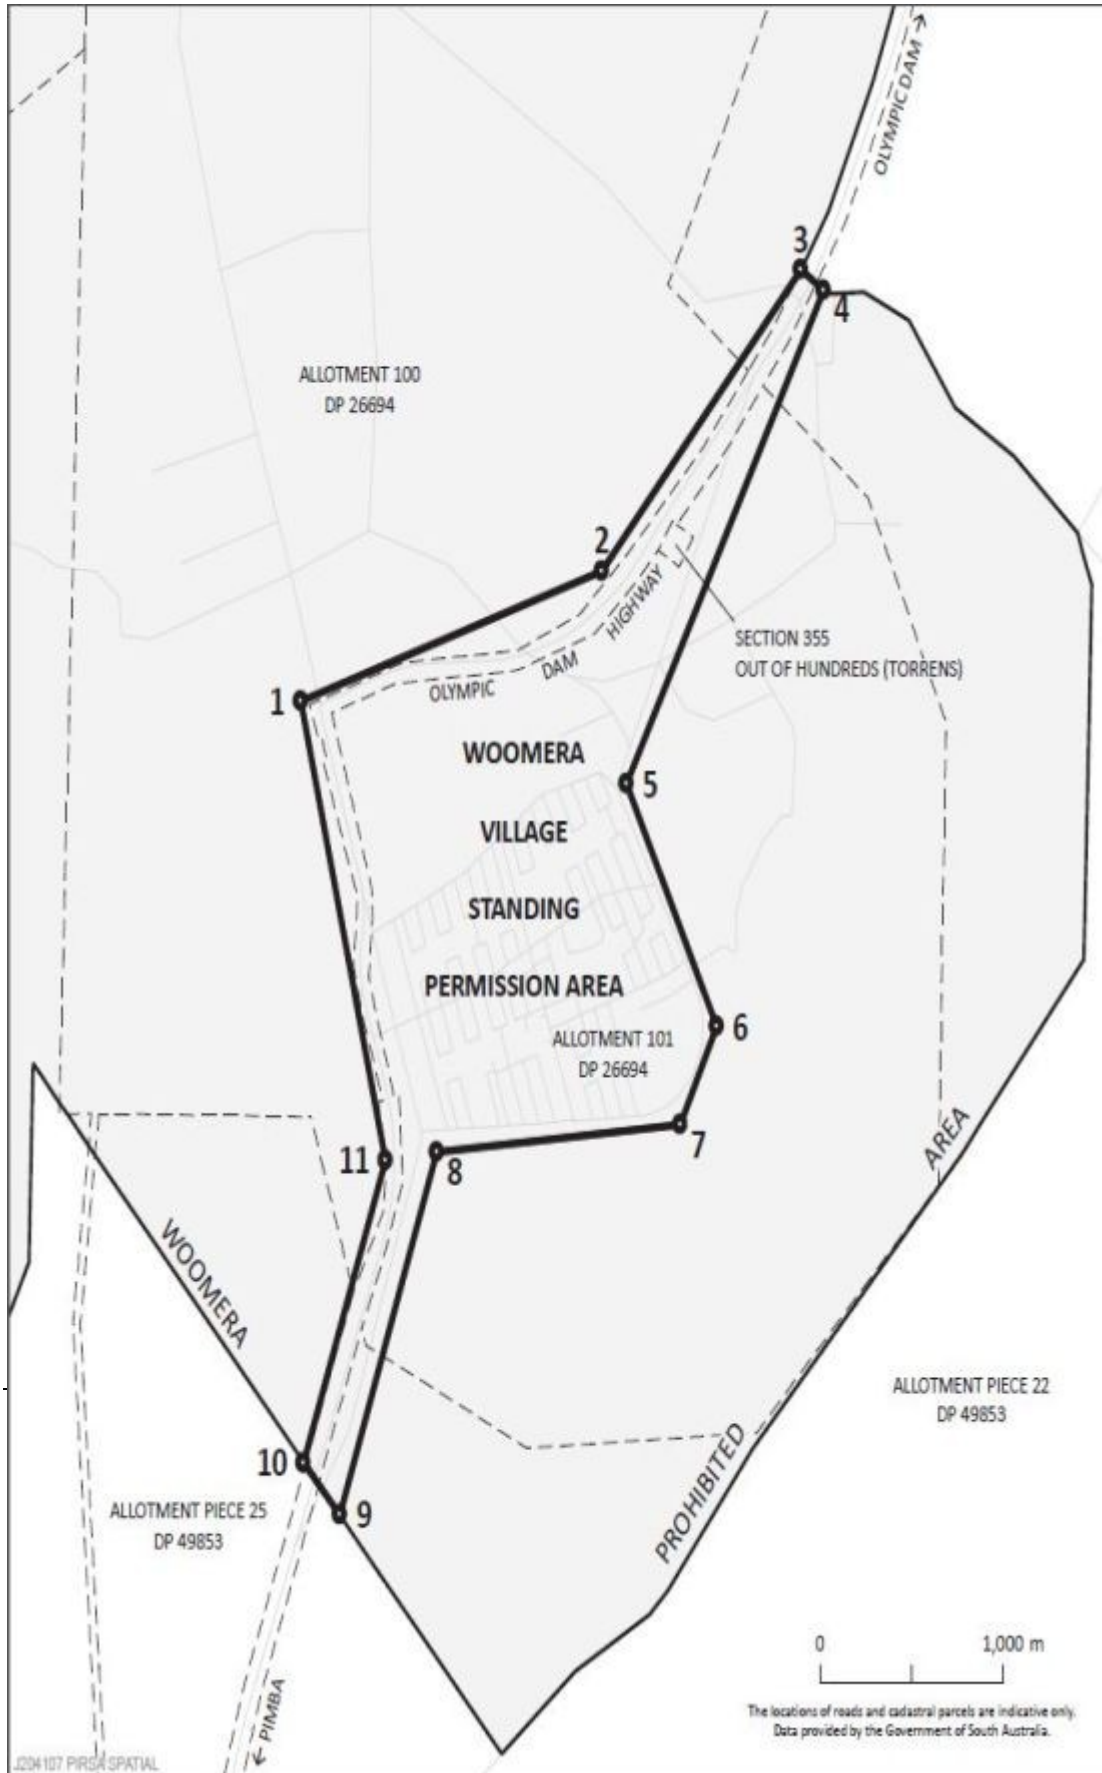 OLYMPIC DAM →
3
4
ALLOTMENT 100
DP 26694
2
HIGHWAY
SECTION 355
OUT OF HUNDREDS (TORRENS)
DAM
OLYMPIC
1
WOOMERA
5
VILLAGE
STANDING
PERMISSION AREA
6
ALLOTMENT 101
DP 26694
7
AREA
11
8
WOOMERA
ALLOTMENT PIECE 22
DP 49853
PROHIBITED
10
9
ALLOTMENT PIECE 25
DP 49853
0 1,000 m
← PIMBA
The locations of roads and cadastral parcels are indicative only.
Data provided by the Government of South Australia.
J204107 PIRSA SPATIAL